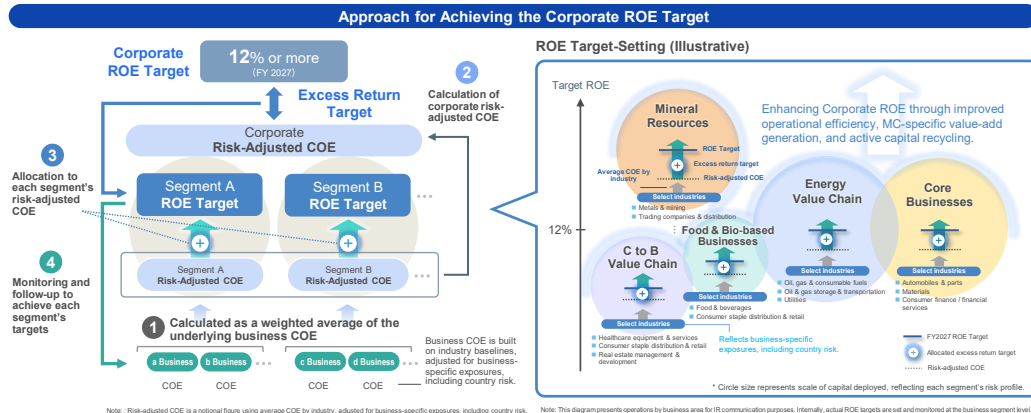 Approach for Achieving the Corporate ROE Target
Corporate
ROE Target
12% or more
(FY 2027)
Excess Return
Target
2
Calculation of
corporate risk-
adjusted COE
Corporate
Risk-Adjusted COE
3
Allocation to
each segment's
risk-adjusted
COE
Segment A
ROE Target
Segment B
ROE Target
...
4
Monitoring and
follow-up to
achieve each
segment's
targets
Segment A
Risk-Adjusted COE
Segment B
Risk-Adjusted COE
...
1
Calculated as a weighted average of the
underlying business COE
Business COE is built
on industry baselines,
adjusted for business-
specific exposures,
including country risk.
a Business
b Business
...
c Business
d Business
...
COE
COE
COE
COE
Note: : Risk-adjusted COE is a notional figure using average COE by industry, adjusted for business-specific exposures, including country risk.
ROE Target-Setting (Illustrative)
Target ROE
12%
Enhancing Corporate ROE through improved
operational efficiency, MC-specific value-add
generation, and active capital recycling.
Mineral
Resources
ROE Target
Excess return target
Average COE by
industry
Risk-adjusted COE
Select industries
Metals & mining
Trading companies & distribution
C to B
Value Chain
Select industries
Healthcare equipment & services
Consumer staple distribution & retail
Real estate management &
development
Food & Bio-based
Businesses
Select industries
Food & beverages
Consumer staple distribution & retail
Reflects business-specific
exposures, including country risk.
Energy
Value Chain
Select industries
Oil, gas & consumable fuels
Oil & gas storage & transportation
Utilities
Core
Businesses
Select industries
Automobiles & parts
Materials
Consumer finance / financial
services
FY2027 ROE Target
Allocated excess return target
Risk-adjusted COE
* Circle size represents scale of capital deployed, reflecting each segment's risk profile.
Note: This diagram presents operations by business area for IR communication purposes. Internally, actual ROE targets are set and monitored at the business segment level.